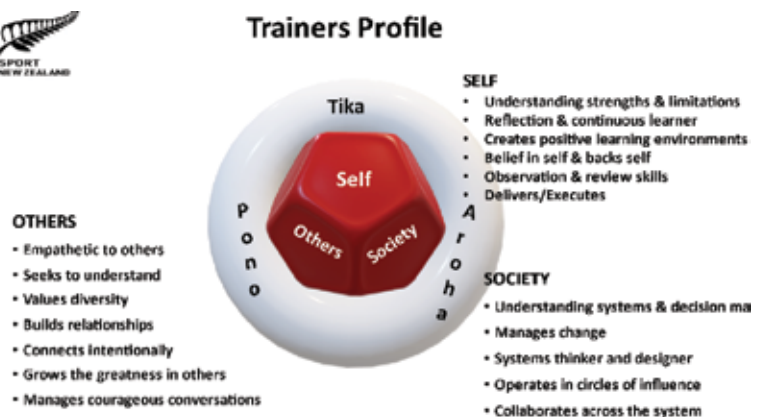 SPORT
NEW ZEALAND
Trainers Profile
Tika
Pono
Aroha
Self
Others
Society
SELF
• Understanding strengths & limitations
• Reflection & continuous learner
• Creates positive learning environments
• Belief in self & backs self
• Observation & review skills
• Delivers/Executes
OTHERS
• Empathetic to others
• Seeks to understand
• Values diversity
• Builds relationships
• Connects intentionally
• Grows the greatness in others
• Manages courageous conversations
SOCIETY
• Understanding systems & decision ma
• Manages change
• Systems thinker and designer
• Operates in circles of influence
• Collaborates across the system